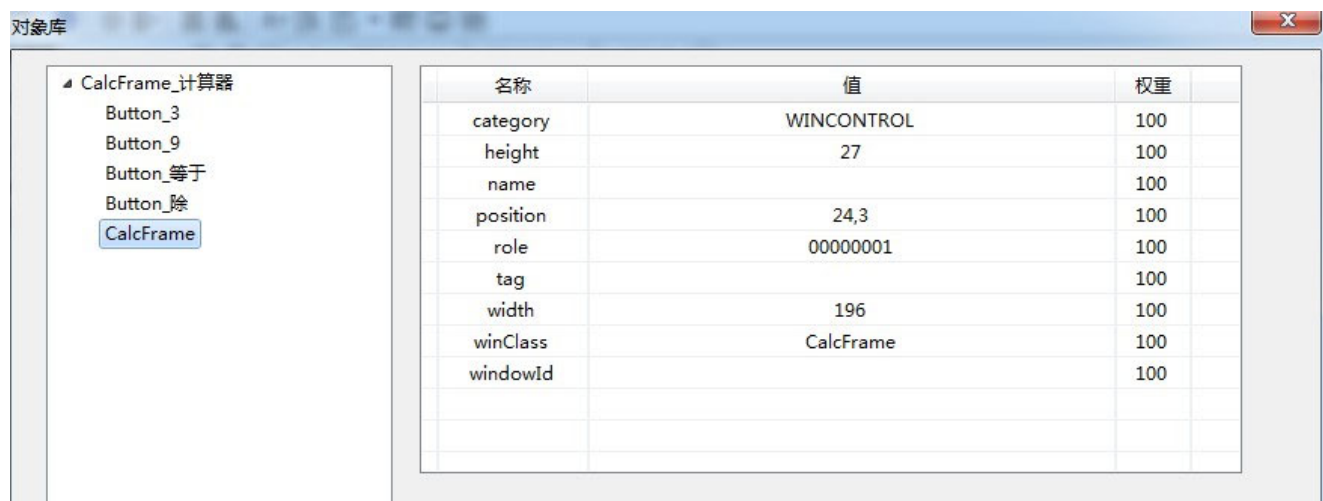 对象库
CalcFrame_计算器
Button_3
Button_9
Button_等于
Button_除
CalcFrame
名称 值 权重
category WINCONTROL 100
height 27 100
name 100
position 24,3 100
role 00000001 100
tag 100
width 196 100
winClass CalcFrame 100
windowId 100